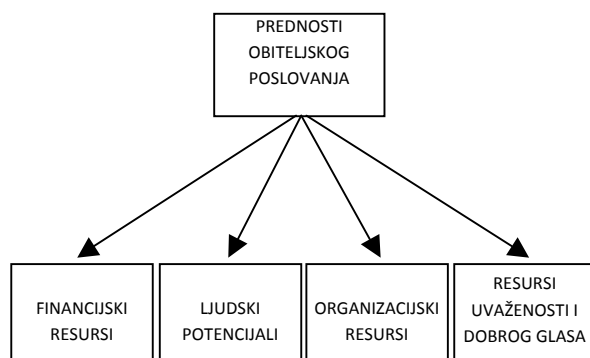 PREDNOSTI
OBITELJSKOG
POSLOVANJA
FINANCIJSKI
RESURSI
LJUDSKI
POTENCIJALI
ORGANIZACIJSKI
RESURSI
RESURSI
UVAŽENOSTI I
DOBROG GLASA